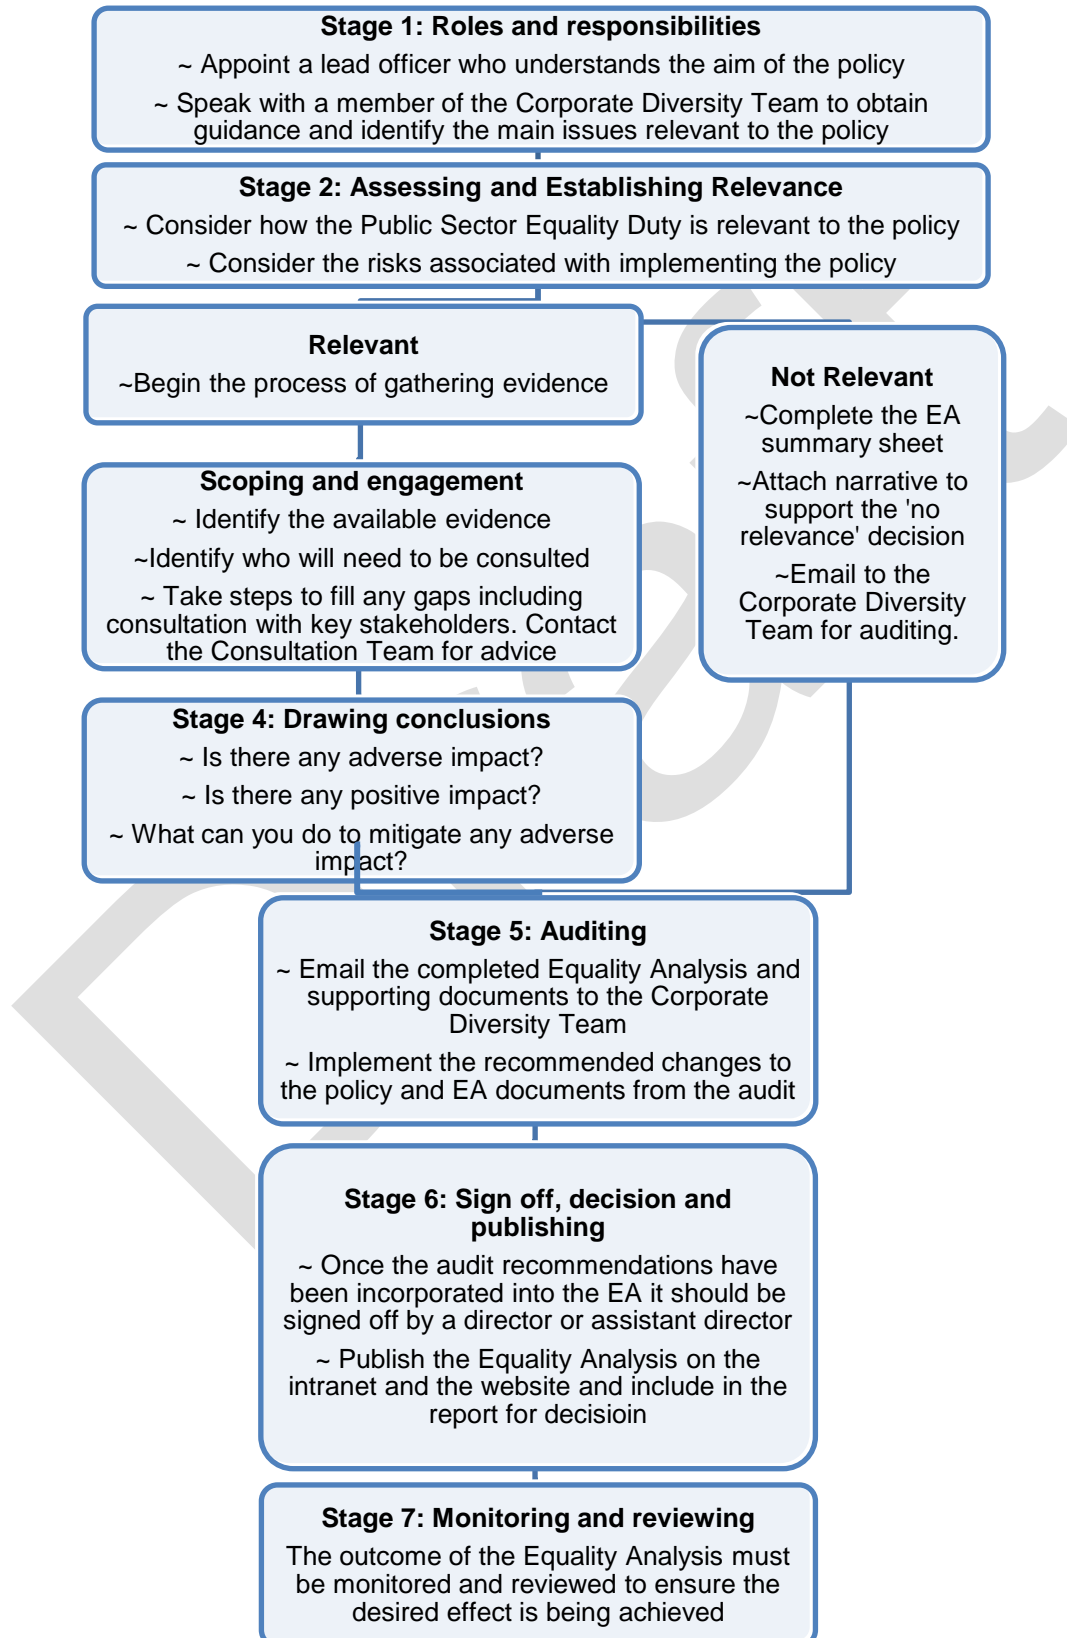 Stage 1: Roles and responsibilities
~ Appoint a lead officer who understands the aim of the policy
~ Speak with a member of the Corporate Diversity Team to obtain
guidance and identify the main issues relevant to the policy
Stage 2: Assessing and Establishing Relevance
~ Consider how the Public Sector Equality Duty is relevant to the policy
~ Consider the risks associated with implementing the policy
Relevant
~Begin the process of gathering evidence
Not Relevant
~Complete the EA
summary sheet
~Attach narrative to
support the 'no
relevance' decision
~Email to the
Corporate Diversity
Team for auditing.
Scoping and engagement
~ Identify the available evidence
~Identify who will need to be consulted
~ Take steps to fill any gaps including
consultation with key stakeholders. Contact
the Consultation Team for advice
Stage 4: Drawing conclusions
~ Is there any adverse impact?
~ Is there any positive impact?
~ What can you do to mitigate any adverse
impact?
Stage 5: Auditing
~ Email the completed Equality Analysis and
supporting documents to the Corporate
Diversity Team
~ Implement the recommended changes to
the policy and EA documents from the audit
Stage 6: Sign off, decision and
publishing
~ Once the audit recommendations have
been incorporated into the EA it should be
signed off by a director or assistant director
~ Publish the Equality Analysis on the
intranet and the website and include in the
report for decisioin
Stage 7: Monitoring and reviewing
The outcome of the Equality Analysis must
be monitored and reviewed to ensure the
desired effect is being achieved